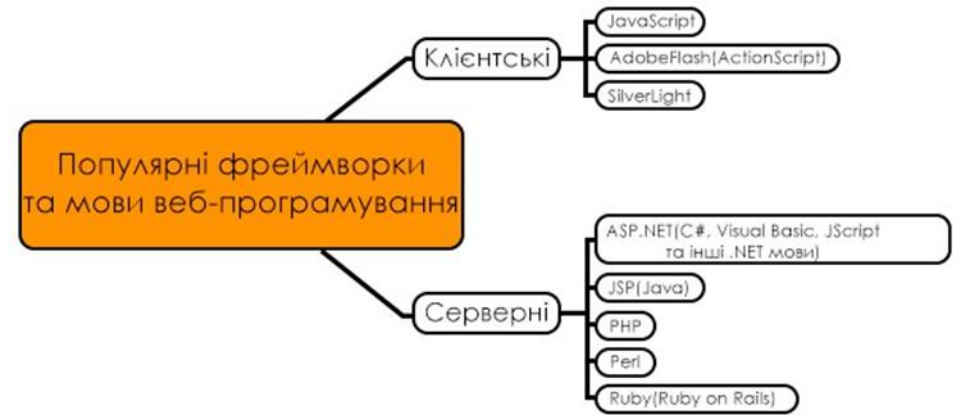 Популярні фреймворки
та мови веб-програмування
Клієнтські
JavaScript
AdobeFlash(ActionScript)
SilverLight
Серверні
ASP.NET(C#, Visual Basic, JScript
та інші .NET мови)
JSP(Java)
PHP
Perl
Ruby(Ruby on Rails)